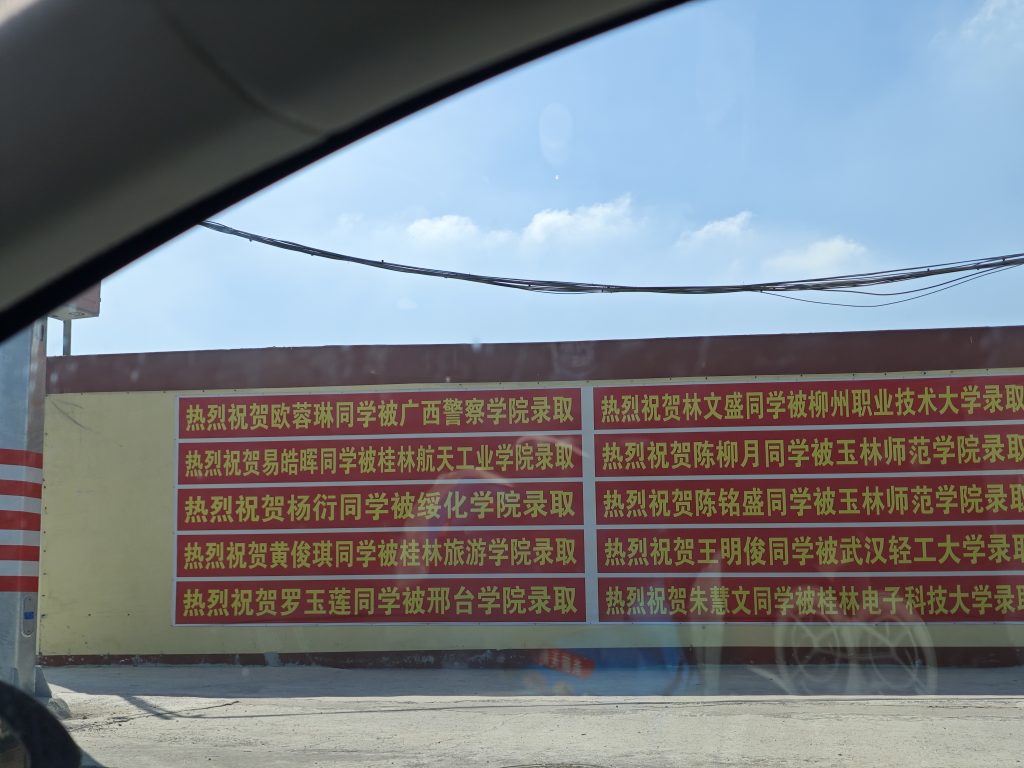 热烈祝贺欧蓉琳同学被广西警察学院录取
热烈祝贺易皓晖同学被桂林航天工业学院录取
热烈祝贺杨衍同学被绥化学院录取
热烈祝贺黄俊琪同学被桂林旅游学院录取
热烈祝贺罗玉莲同学被邢台学院录取
热烈祝贺林文盛同学被柳州职业技术大学录取
热烈祝贺陈柳月同学被玉林师范学院录取
热烈祝贺陈铭盛同学被玉林师范学院录取
热烈祝贺王明俊同学被武汉轻工大学录取
热烈祝贺朱慧文同学被桂林电子科技大学录取